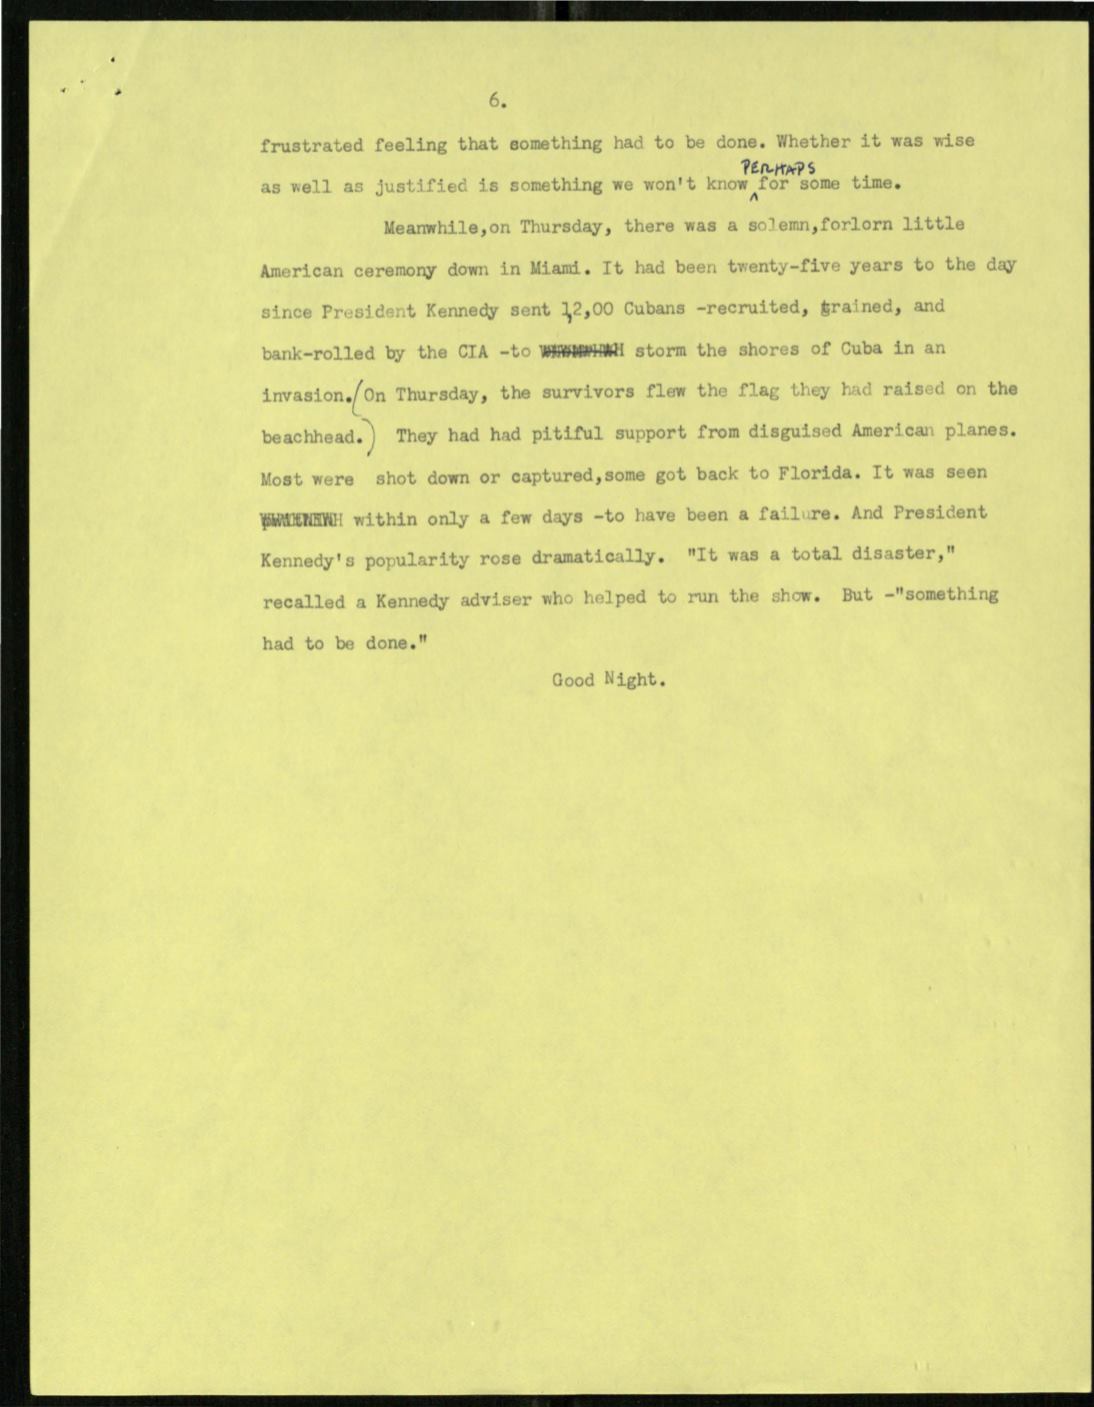 6.
frustrated feeling that something had to be done. Whether it was wise
PERHAPS
as well as justified is something we won't know ^ for some time.
Meanwhile,on Thursday, there was a solemn,forlorn little
American ceremony down in Miami. It had been twenty-five years to the day
since President Kennedy sent 1,2,00 Cubans -recruited, trained, and
bank-rolled by the CIA -to storm the shores of Cuba in an
invasion.(On Thursday, the survivors flew the flag they had raised on the
beachhead.) They had had pitiful support from disguised American planes.
Most were shot down or captured,some got back to Florida. It was seen
within only a few days -to have been a failure. And President
Kennedy's popularity rose dramatically. "It was a total disaster,"
recalled a Kennedy adviser who helped to run the show. But -"something
had to be done."
Good Night.